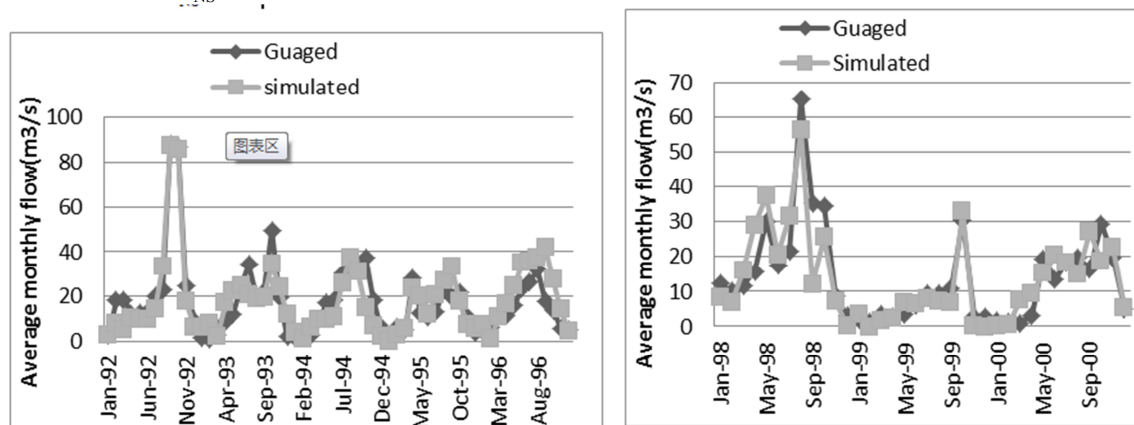 NS
Guaged
simulated
Average monthly flow(m3/s)
100
80
60
40
20
0
图表区
Jan-92
Jun-92
Nov-92
Apr-93
Sep-93
Feb-94
Jul-94
Dec-94
May-95
Oct-95
Mar-96
Aug-96
Guaged
Simulated
Average monthly flow(m3/s)
70
60
50
40
30
20
10
0
Jan-98
May-98
Sep-98
Jan-99
May-99
Sep-99
Jan-00
May-00
Sep-00